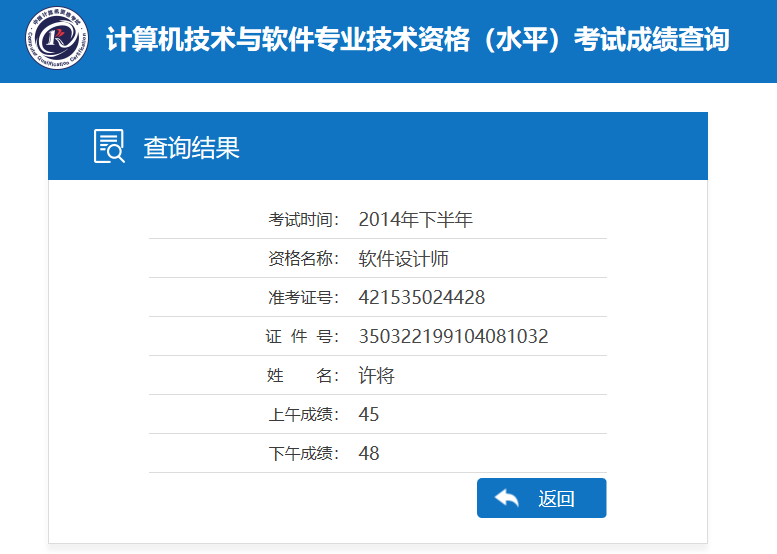 计算机技术与软件专业技术资格（水平）考试成绩查询
查询结果
考试时间： 2014年下半年
资格名称： 软件设计师
准考证号： 421535024428
证 件 号： 350322199104081032
姓 名： 许将
上午成绩： 45
下午成绩： 48
返回